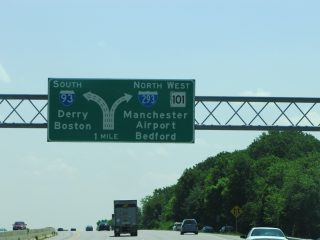 South
93
Derry
Boston
North West
293 101
Manchester
Airport
Bedford
1 MILE